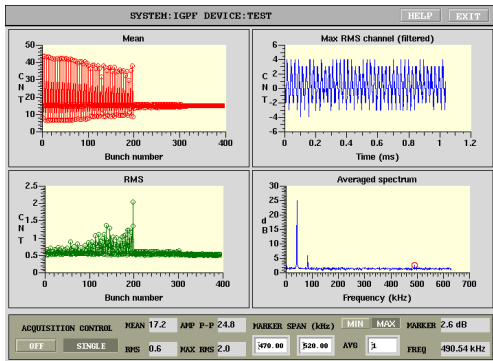 SYSTEM:IGPF DEVICE:TEST HELP EXIT
Mean
50
40
30
20
10
0
C
N
T
0 100 200 300 400
Bunch number
Max RMS channel (filtered)
6
4
2
0
-2
-4
-6
C
N
T
0 0.2 0.4 0.6 0.8 1 1.2
Time (ms)
RMS
2.5
2
1.5
1
0.5
0
C
N
T
0 100 200 300 400
Bunch number
Averaged spectrum
30
25
20
15
10
5
0
d
B
0 100 200 300 400 500 600 700
Frequency (kHz)
ACQUISITION CONTROL MEAN 17.2 AMP P-P 24.8 MARKER SPAN (kHz) MIN MAX MARKER 2.6 dB
OFF SINGLE RMS 0.6 MAX RMS 2.0 470.00 520.00 AVG 1 FREQ 490.54 kHz